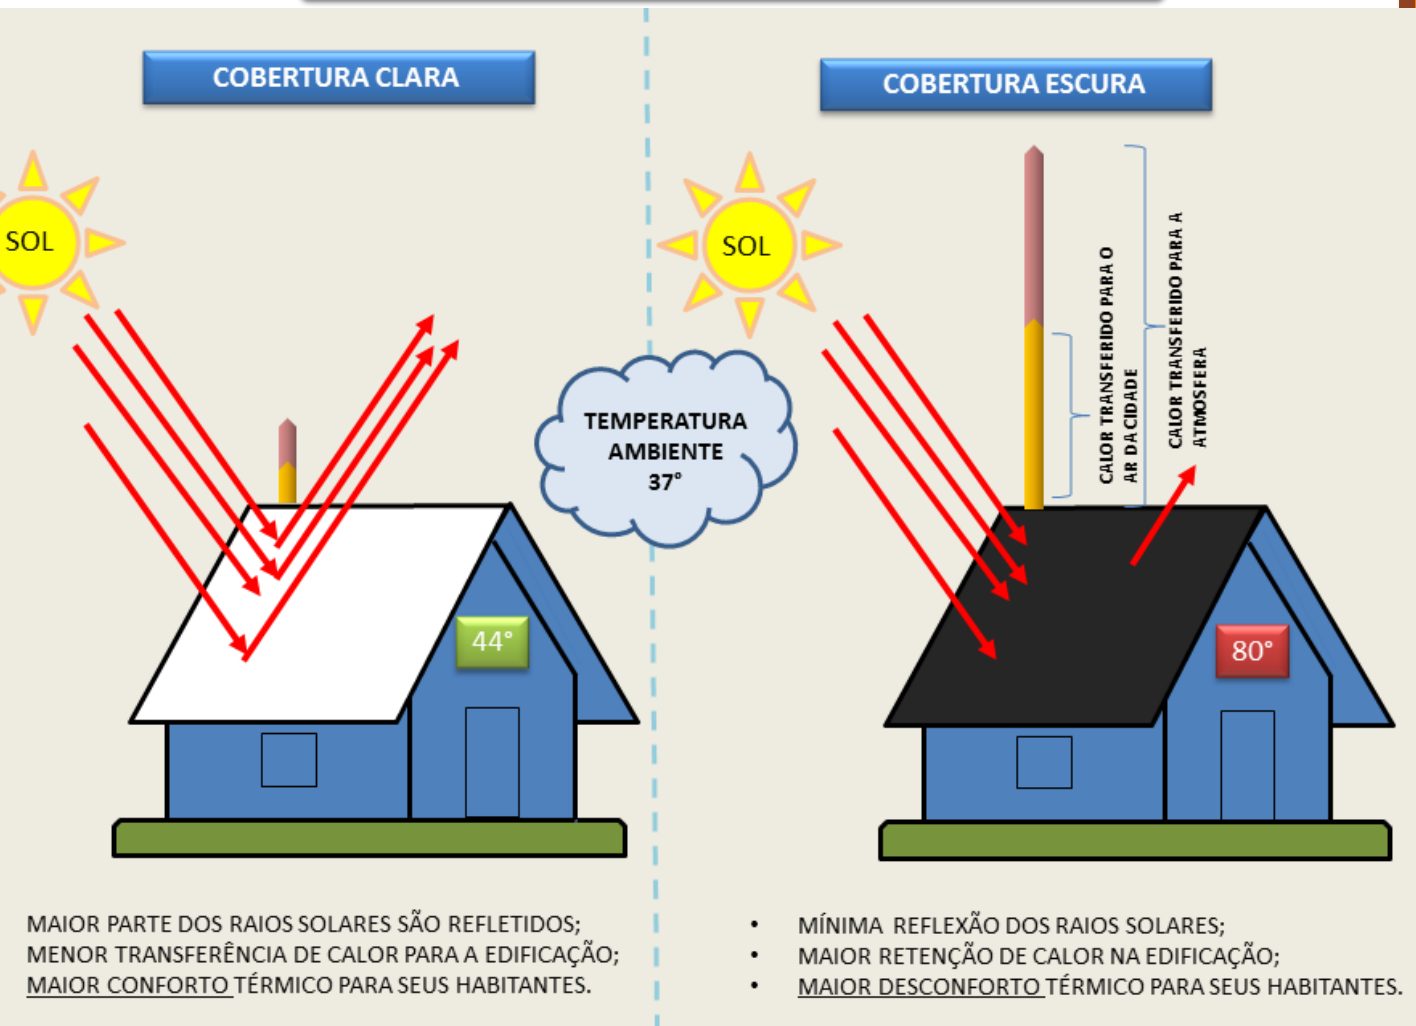 COBERTURA CLARA
SOL
44°
MAIOR PARTE DOS RAIOS SOLARES SÃO REFLETIDOS;
MENOR TRANSFERÊNCIA DE CALOR PARA A EDIFICAÇÃO;
MAIOR CONFORTO TÉRMICO PARA SEUS HABITANTES.
TEMPERATURA
AMBIENTE
37°
COBERTURA ESCURA
SOL
CALOR TRANSFERIDO PARA O
AR DA CIDADE
CALOR TRANSFERIDO PARA A
ATMOSFERA
80°
• MÍNIMA REFLEXÃO DOS RAIOS SOLARES;
• MAIOR RETENÇÃO DE CALOR NA EDIFICAÇÃO;
• MAIOR DESCONFORTO TÉRMICO PARA SEUS HABITANTES.